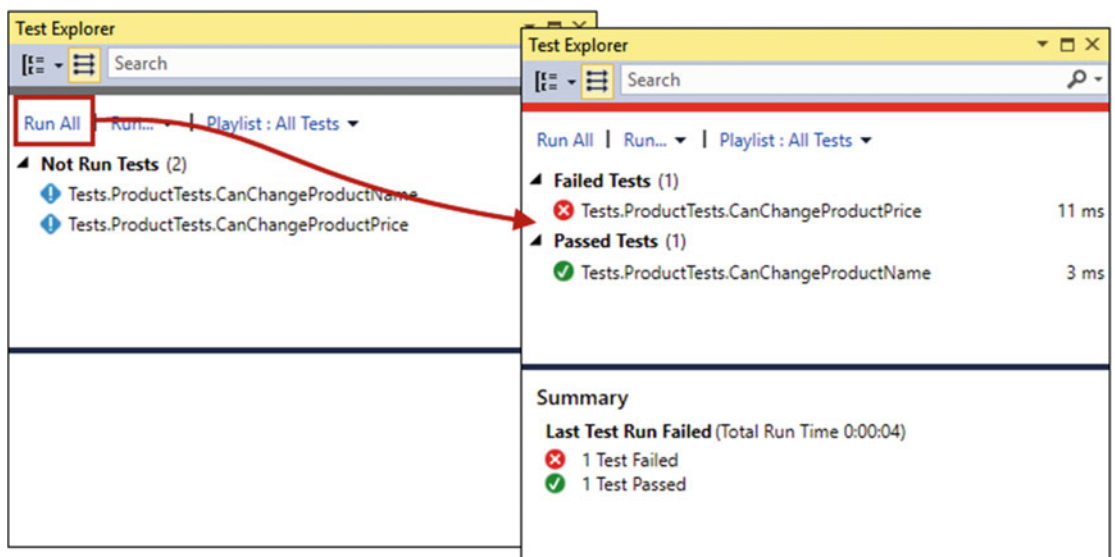 Test Explorer
Search
Run All | Run... | Playlist : All Tests
Not Run Tests (2)
Tests.ProductTests.CanChangeProductName
Tests.ProductTests.CanChangeProductPrice
Test Explorer
Search
Run All | Run... | Playlist : All Tests
Failed Tests (1)
Tests.ProductTests.CanChangeProductPrice 11 ms
Passed Tests (1)
Tests.ProductTests.CanChangeProductName 3 ms
Summary
Last Test Run Failed (Total Run Time 0:00:04)
1 Test Failed
1 Test Passed